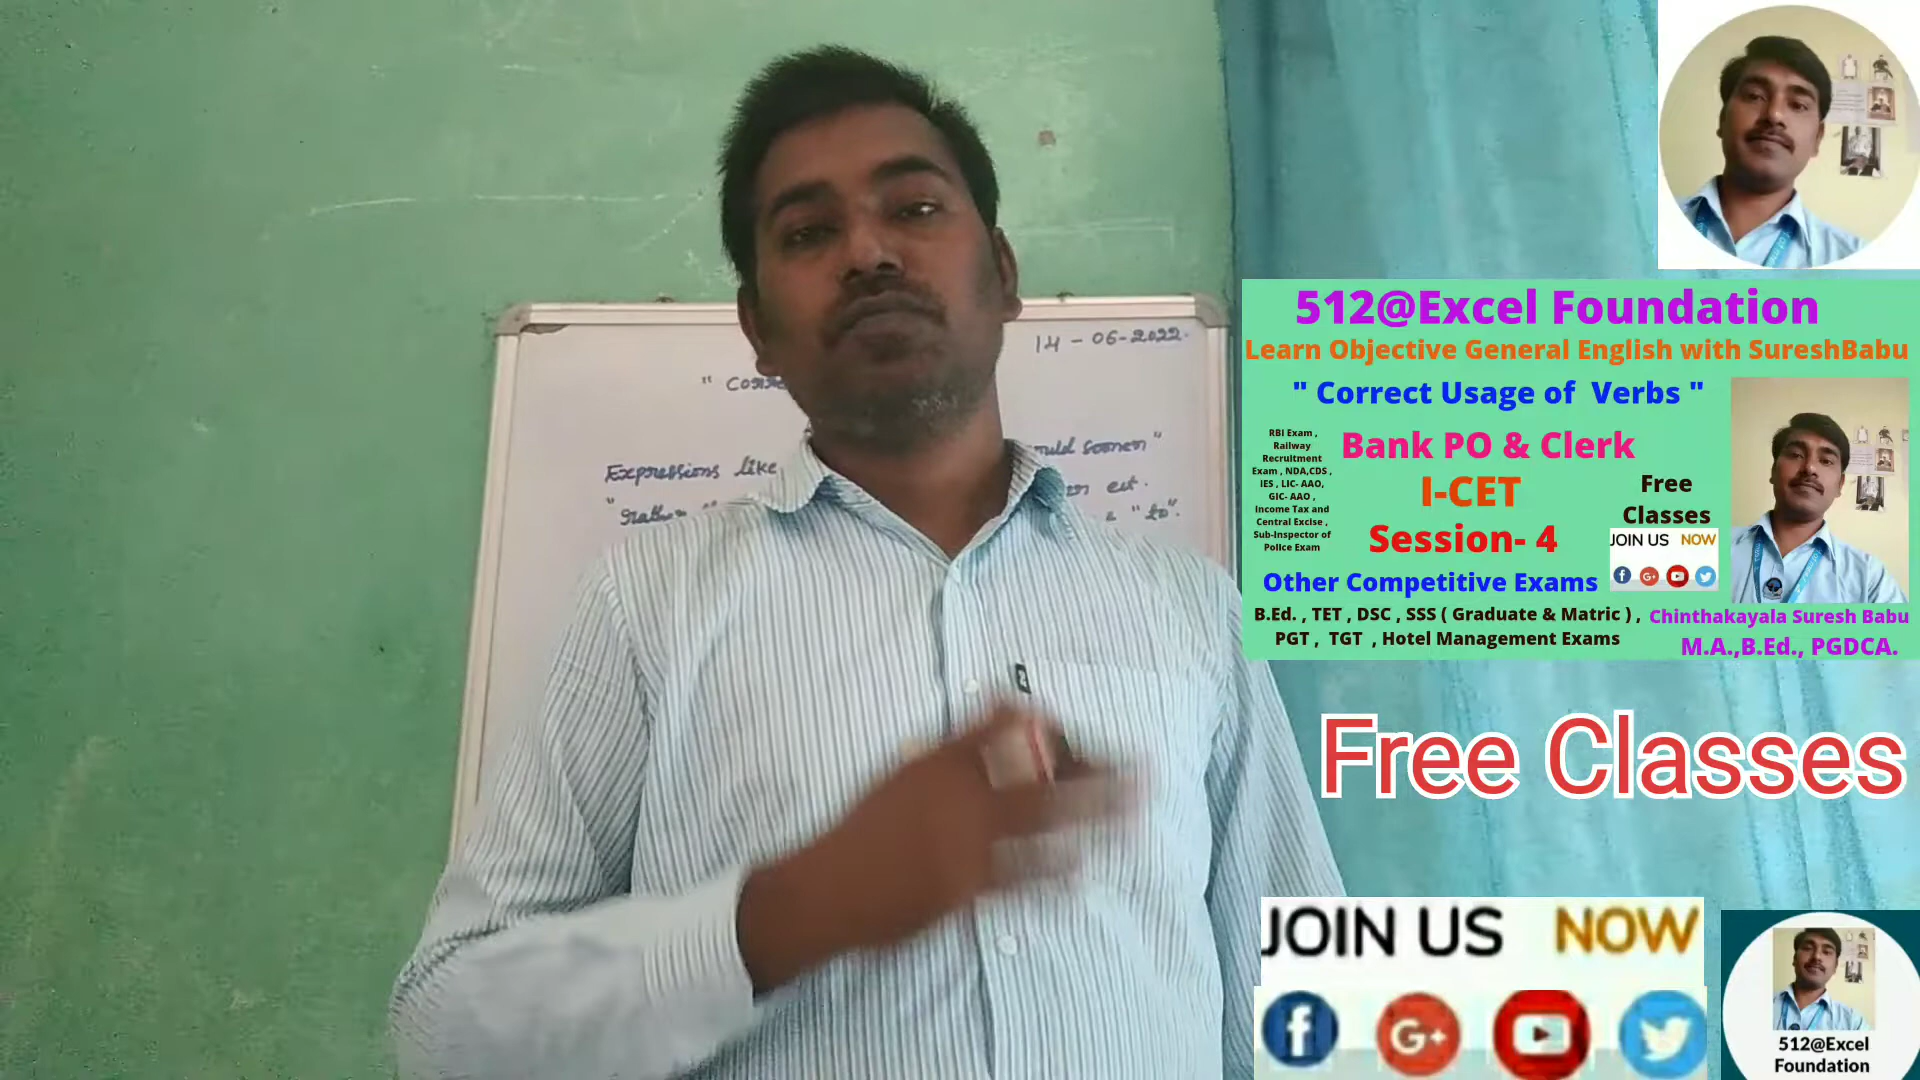 14-06-2022.
"
Expressions like
ould sooner"
ect.
"to".
512@Excel Foundation
Learn Objective General English with SureshBabu
" Correct Usage of Verbs "
RBI Exam ,
Railway
Recruitment
Exam , NDA,CDS ,
IES , LIC- AAO,
GIC- AAO ,
Income Tax and
Central Excise ,
Sub-Inspector of
Police Exam
Bank PO & Clerk
I-CET
Session- 4
Free
Classes
JOIN US NOW
Other Competitive Exams
B.Ed. , TET , DSC , SSS ( Graduate & Matric ) ,
PGT , TGT , Hotel Management Exams
Chinthakayala Suresh Babu
M.A.,B.Ed., PGDCA.
Free Classes
JOIN US NOW
f G+
512@Excel
Foundation